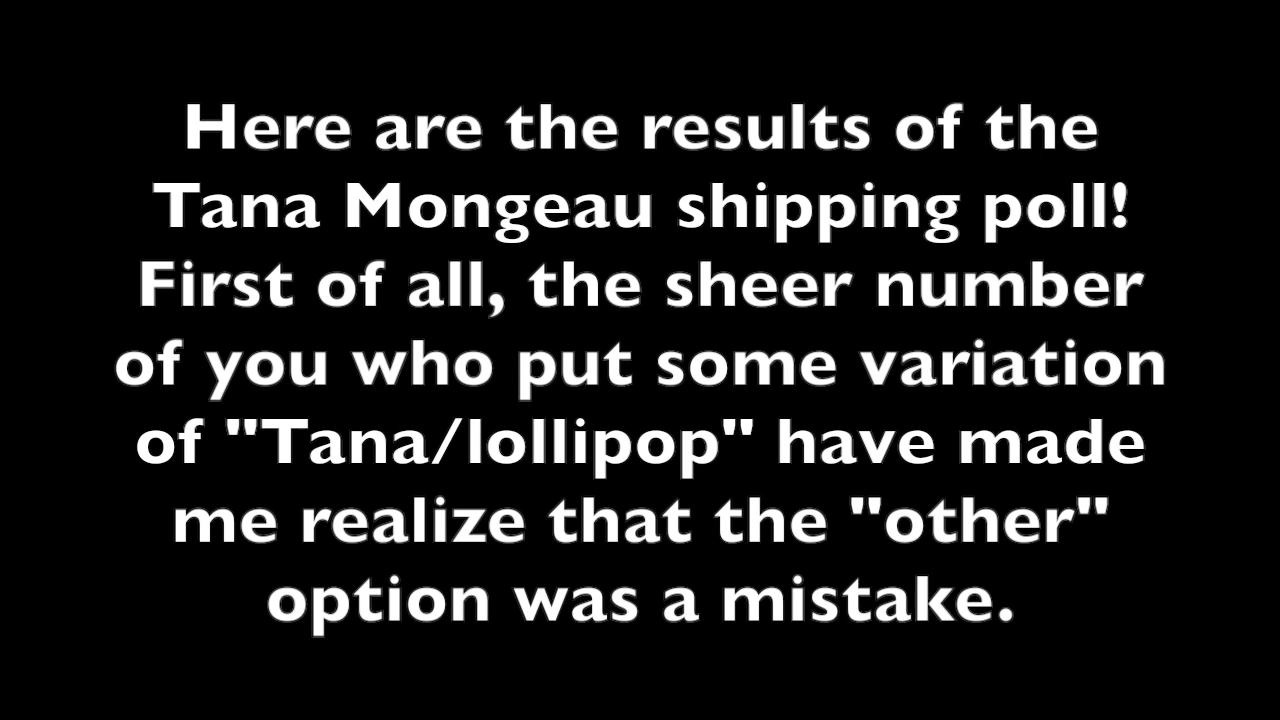 Here are the results of the
Tana Mongeau shipping poll!
First of all, the sheer number
of you who put some variation
of "Tana/lollipop" have made
me realize that the "other"
option was a mistake.